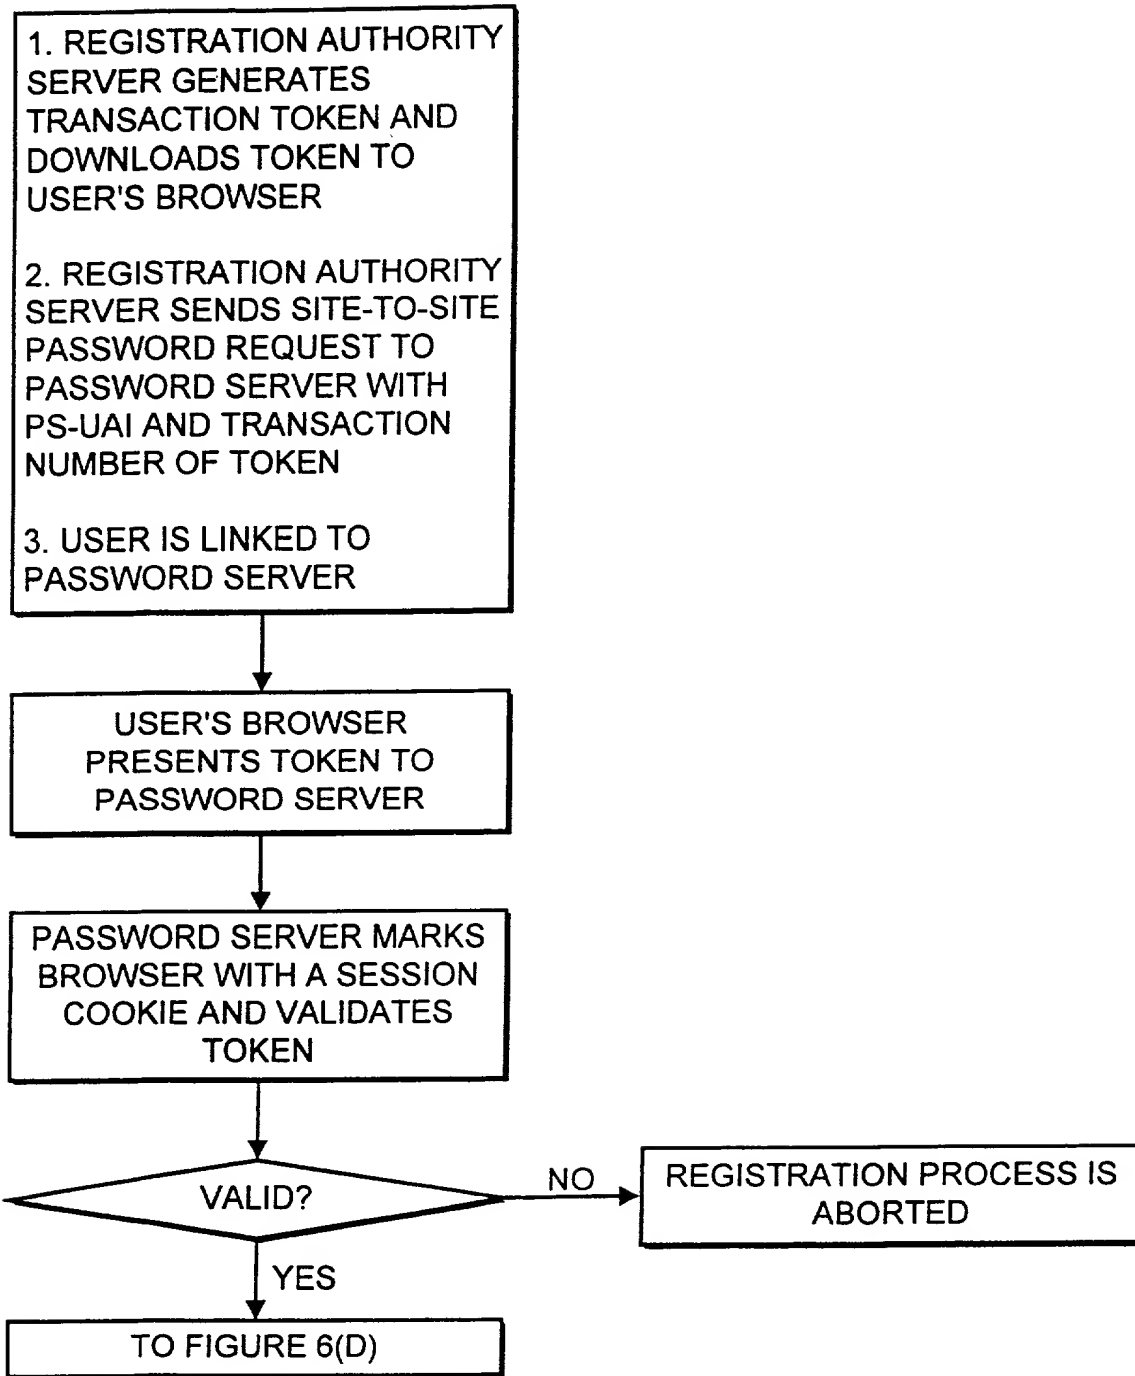 1. REGISTRATION AUTHORITY
SERVER GENERATES
TRANSACTION TOKEN AND
DOWNLOADS TOKEN TO
USER'S BROWSER
2. REGISTRATION AUTHORITY
SERVER SENDS SITE-TO-SITE
PASSWORD REQUEST TO
PASSWORD SERVER WITH
PS-UAI AND TRANSACTION
NUMBER OF TOKEN
3. USER IS LINKED TO
PASSWORD SERVER
USER'S BROWSER
PRESENTS TOKEN TO
PASSWORD SERVER
PASSWORD SERVER MARKS
BROWSER WITH A SESSION
COOKIE AND VALIDATES
TOKEN
VALID?
NO
REGISTRATION PROCESS IS
ABORTED
YES
TO FIGURE 6(D)